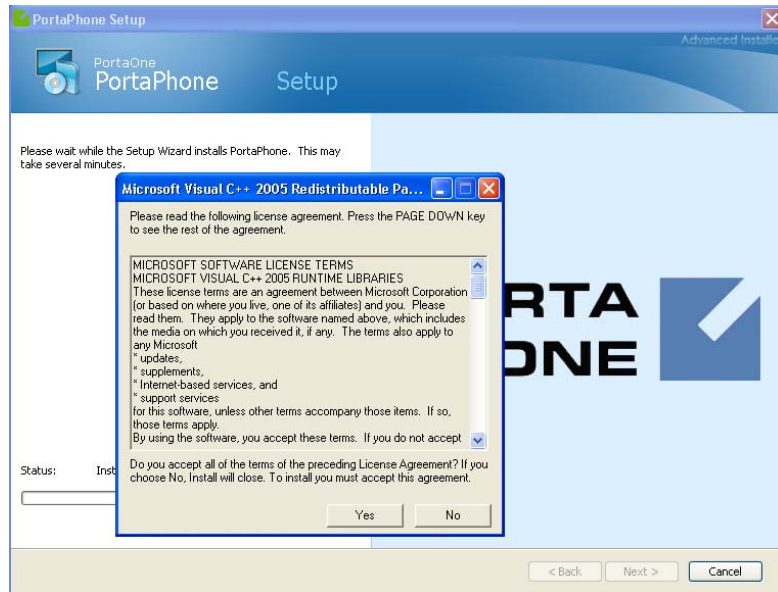 PortaPhone Setup
Advanced Installe
PortaOne
PortaPhone
Setup
Please wait while the Setup Wizard installs PortaPhone. This may
take several minutes.
Microsoft Visual C++ 2005 Redistributable Pa...
Please read the following license agreement. Press the PAGE DOWN key
to see the rest of the agreement.
MICROSOFT SOFTWARE LICENSE TERMS
MICROSOFT VISUAL C++ 2005 RUNTIME LIBRARIES
These license terms are an agreement between Microsoft Corporation
(or based on where you live, one of its affiliates) and you. Please
read them. They apply to the software named above, which includes
the media on which you received it, if any. The terms also apply to
any Microsoft
* updates,
* supplements,
* Internet-based services, and
* support services
for this software, unless other terms accompany those items. If so,
those terms apply.
By using the software, you accept these terms. If you do not accept
Do you accept all of the terms of the preceding License Agreement? If you
choose No, Install will close. To install you must accept this agreement.
Yes
No
RTA
ONE
Status:
Inst
< Back
Next >
Cancel